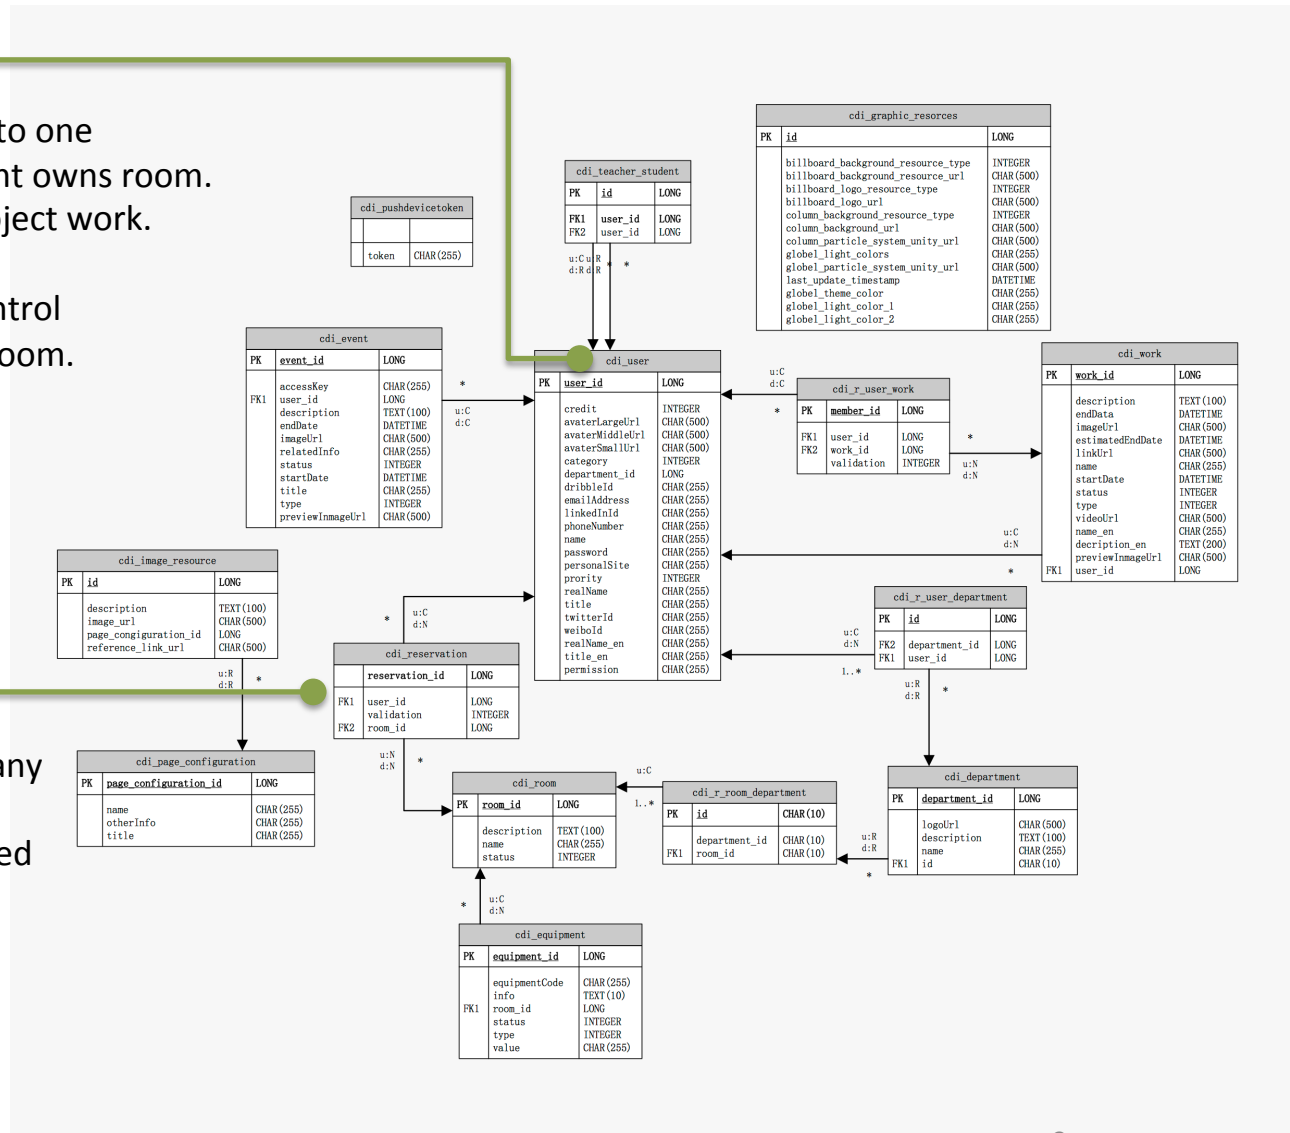 to one
nt owns room.
ject work.
ntrol
oom.
any
ed
cdi_graphic_resorces
PK id LONG
billboard_background_resource_type INTEGER
billboard_background_resource_url CHAR(500)
billboard_logo_resource_type INTEGER
billboard_logo_url CHAR(500)
column_background_resource_type INTEGER
column_background_url CHAR(500)
column_particle_system_unity_url CHAR(500)
globel_light_colors CHAR(255)
globel_particle_system_unity_url CHAR(500)
last_update_timestamp DATETIME
globel_theme_color CHAR(255)
globel_light_color_1 CHAR(255)
globel_light_color_2 CHAR(255)
cdi_teacher_student
PK id LONG
FK1 user_id LONG
FK2 user_id LONG
u:C u:R
d:R d:R * *
cdi_pushdevicetoken
token CHAR(255)
cdi_event
PK event_id LONG
accessKey CHAR(255)
FK1 user_id LONG
description TEXT(100)
endDate DATETIME
imageUrl CHAR(500)
relatedInfo CHAR(255)
status INTEGER
startDate DATETIME
title CHAR(255)
type INTEGER
previewInmageUrl CHAR(500)
*
u:C
d:C
cdi_user
PK user_id LONG
credit INTEGER
avaterLargeUrl CHAR(500)
avaterMiddleUrl CHAR(500)
avaterSmallUrl CHAR(500)
category INTEGER
department_id LONG
dribbleId CHAR(255)
emailAddress CHAR(255)
linkedInId CHAR(255)
phoneNumber CHAR(255)
name CHAR(255)
password CHAR(255)
personalSite CHAR(255)
prority INTEGER
realName CHAR(255)
title CHAR(255)
twitterId CHAR(255)
weiboId CHAR(255)
realName_en CHAR(255)
title_en CHAR(255)
permission CHAR(255)
u:C
d:C
*
cdi_r_user_work
PK member_id LONG
FK1 user_id LONG
FK2 work_id LONG
validation INTEGER
*
u:N
d:N
cdi_work
PK work_id LONG
description TEXT(100)
endData DATETIME
imageUrl CHAR(500)
estimatedEndDate DATETIME
linkUrl CHAR(500)
name CHAR(255)
startDate DATETIME
status INTEGER
type INTEGER
videoUrl CHAR(500)
name_en CHAR(255)
decription_en TEXT(200)
previewInmageUrl CHAR(500)
FK1 user_id LONG
u:C
d:N
*
cdi_image_resource
PK id LONG
description TEXT(100)
image_url CHAR(500)
page_congiguration_id LONG
reference_link_url CHAR(500)
u:R
d:R *
cdi_page_configuration
PK page_configuration_id LONG
name CHAR(255)
otherInfo CHAR(255)
title CHAR(255)
u:C
* d:N
cdi_reservation
reservation_id LONG
FK1 user_id LONG
validation INTEGER
FK2 room_id LONG
u:N
d:N *
cdi_r_user_department
PK id LONG
FK2 department_id LONG
FK1 user_id LONG
u:C
d:N
1..*
u:R
d:R *
cdi_room
PK room_id LONG
description TEXT(100)
name CHAR(255)
status INTEGER
u:C
1..*
cdi_r_room_department
PK id CHAR(10)
department_id CHAR(10)
FK1 room_id CHAR(10)
u:R
d:R
*
cdi_department
PK department_id LONG
logoUrl CHAR(500)
description TEXT(100)
name CHAR(255)
FK1 id CHAR(10)
u:C
* d:N
cdi_equipment
PK equipment_id LONG
equipmentCode CHAR(255)
info TEXT(10)
FK1 room_id LONG
status INTEGER
type INTEGER
value CHAR(255)